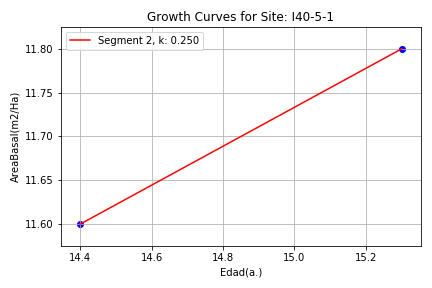 Growth Curves for Site: I40-5-1
Segment 2, k: 0.250
AreaBasal(m2/Ha)
11.80
11.75
11.70
11.65
11.60
14.4 14.6 14.8 15.0 15.2
Edad(a.)